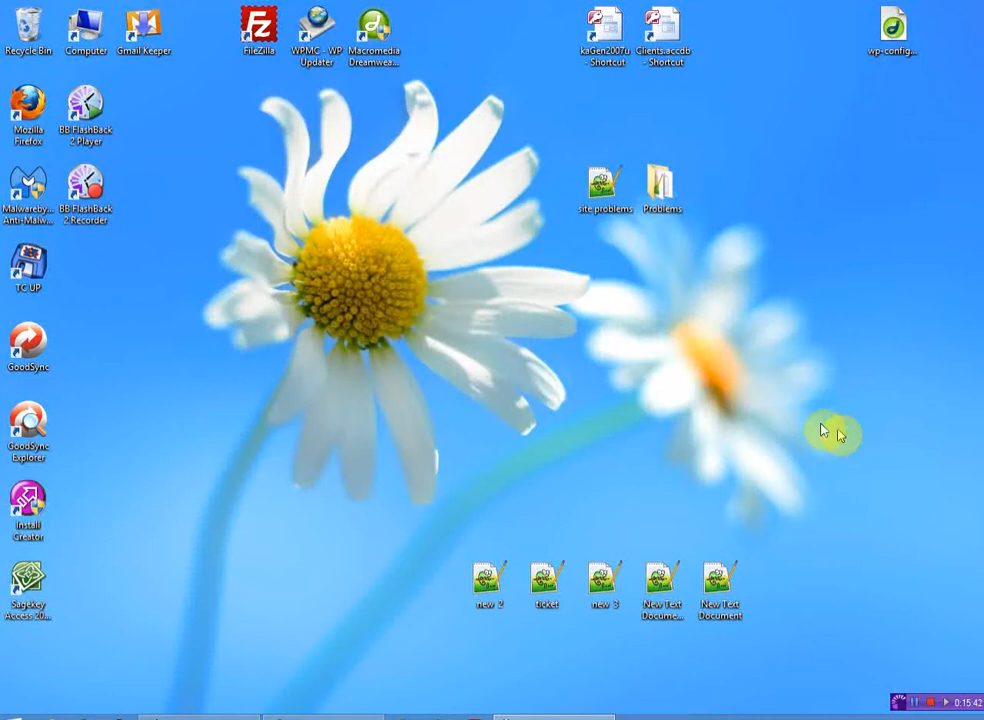 Recycle Bin
Computer
Gmail Keeper
FileZilla
WPMC - WP
Updater
Macromedia
Dreamwea...
kaGen2007u
- Shortcut
Clients.accdb
- Shortcut
wp-config...
Mozilla
Firefox
BB FlashBack
2 Player
Malwareby...
Anti-Malw...
BB FlashBack
2 Recorder
site problems
Problems
TC UP
GoodSync
GoodSync
Explorer
Install
Creator
Sagekey
Access 20...
new 2
ticket
new 3
New Text
Docume...
New Text
Document
0:15:42